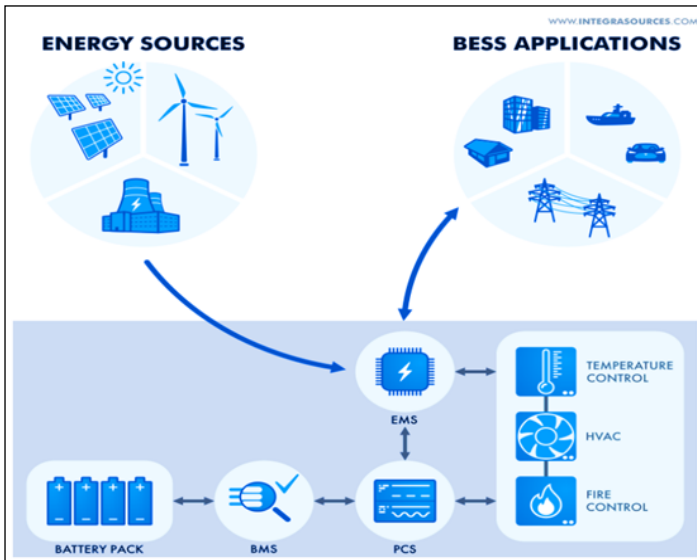 WWW.INTEGRASOURCES.COM
ENERGY SOURCES
BESS APPLICATIONS
EMS
TEMPERATURE
CONTROL
HVAC
FIRE
CONTROL
BATTERY PACK
BMS
PCS